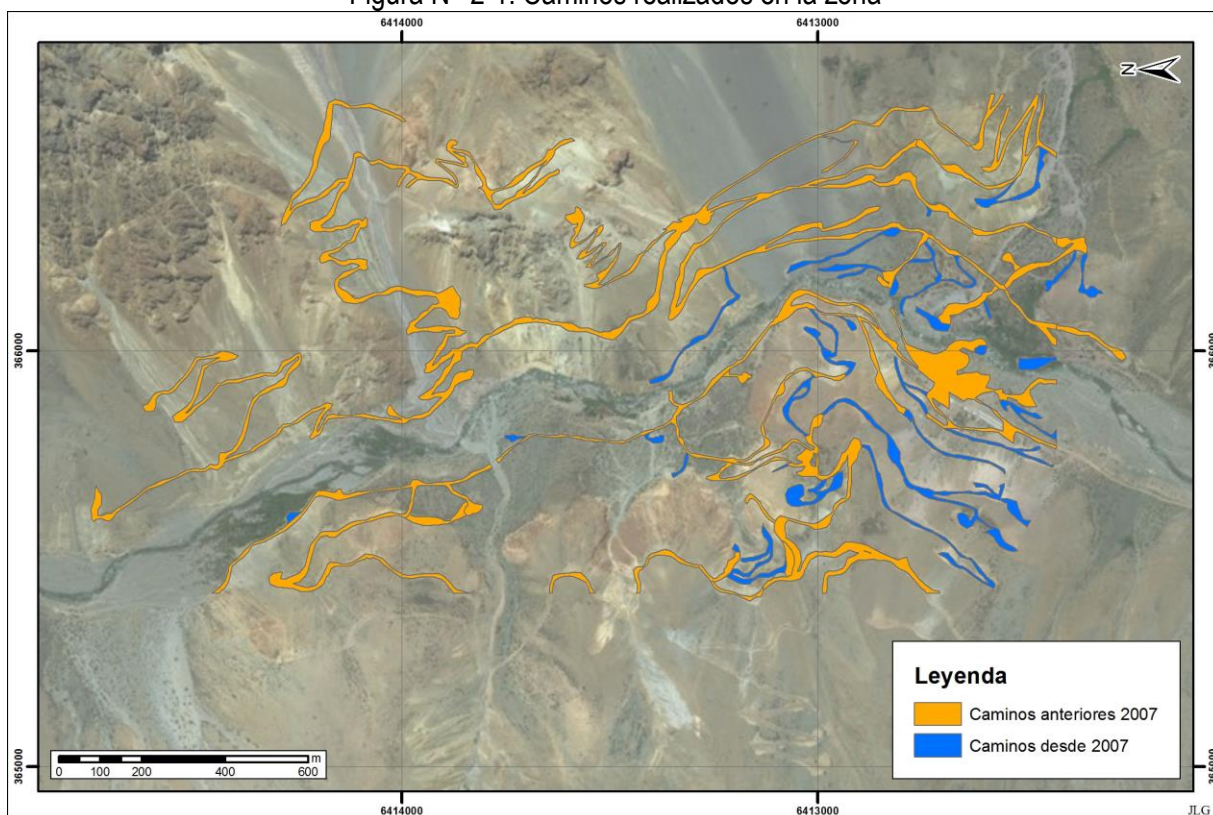 Figura N° 2-1: Caminos realizados en la zona
6414000 6413000
N
366000 366000
365000 365000
Leyenda
Caminos anteriores 2007
Caminos desde 2007
m
0 100 200 400 600
6414000 6413000
JLG